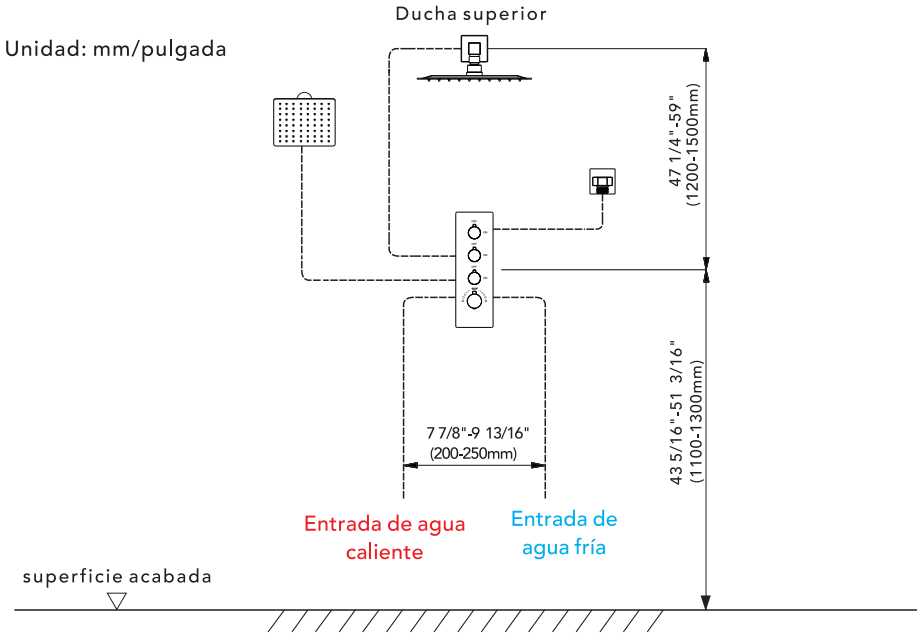 Ducha superior
Unidad: mm/pulgada
47 1/4"-59"
(1200-1500mm)
43 5/16"-51 3/16"
(1100-1300mm)
7 7/8"-9 13/16"
(200-250mm)
Entrada de agua
caliente
Entrada de
agua fría
superficie acabada